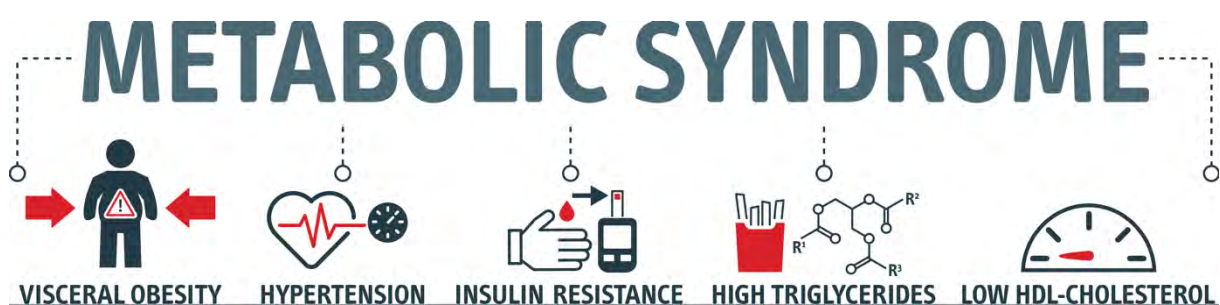 METABOLIC SYNDROME
R¹
R²
R³
VISCERAL OBESITY
HYPERTENSION
INSULIN RESISTANCE
HIGH TRIGLYCERIDES
LOW HDL-CHOLESTEROL